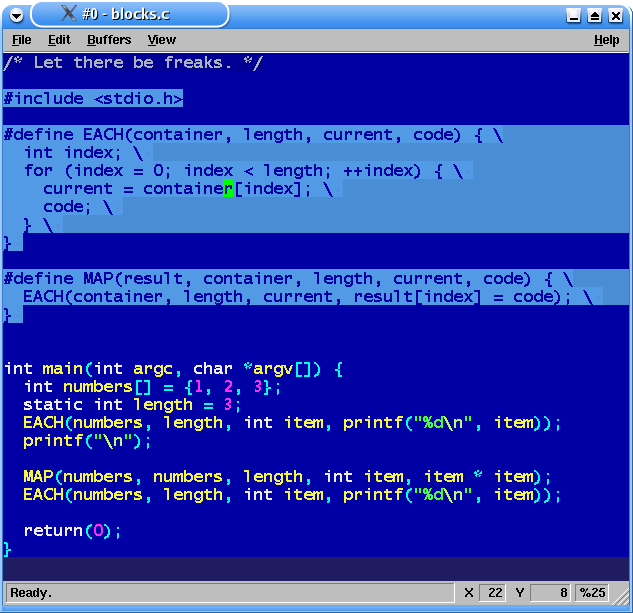 #0 - blocks.c
File Edit Buffers View Help
/* Let there be freaks. */
#include <stdio.h>
#define EACH(container, length, current, code) { \
  int index; \
  for (index = 0; index < length; ++index) { \
    current = container[index]; \
    code; \
  } \
}
#define MAP(result, container, length, current, code) { \
  EACH(container, length, current, result[index] = code); \
}
int main(int argc, char *argv[]) {
  int numbers[] = {1, 2, 3};
  static int length = 3;
  EACH(numbers, length, int item, printf("%d\n", item));
  printf("\n");
  MAP(numbers, numbers, length, int item, item * item);
  EACH(numbers, length, int item, printf("%d\n", item));
  return(0);
}
Ready. X 22 Y 8 %25